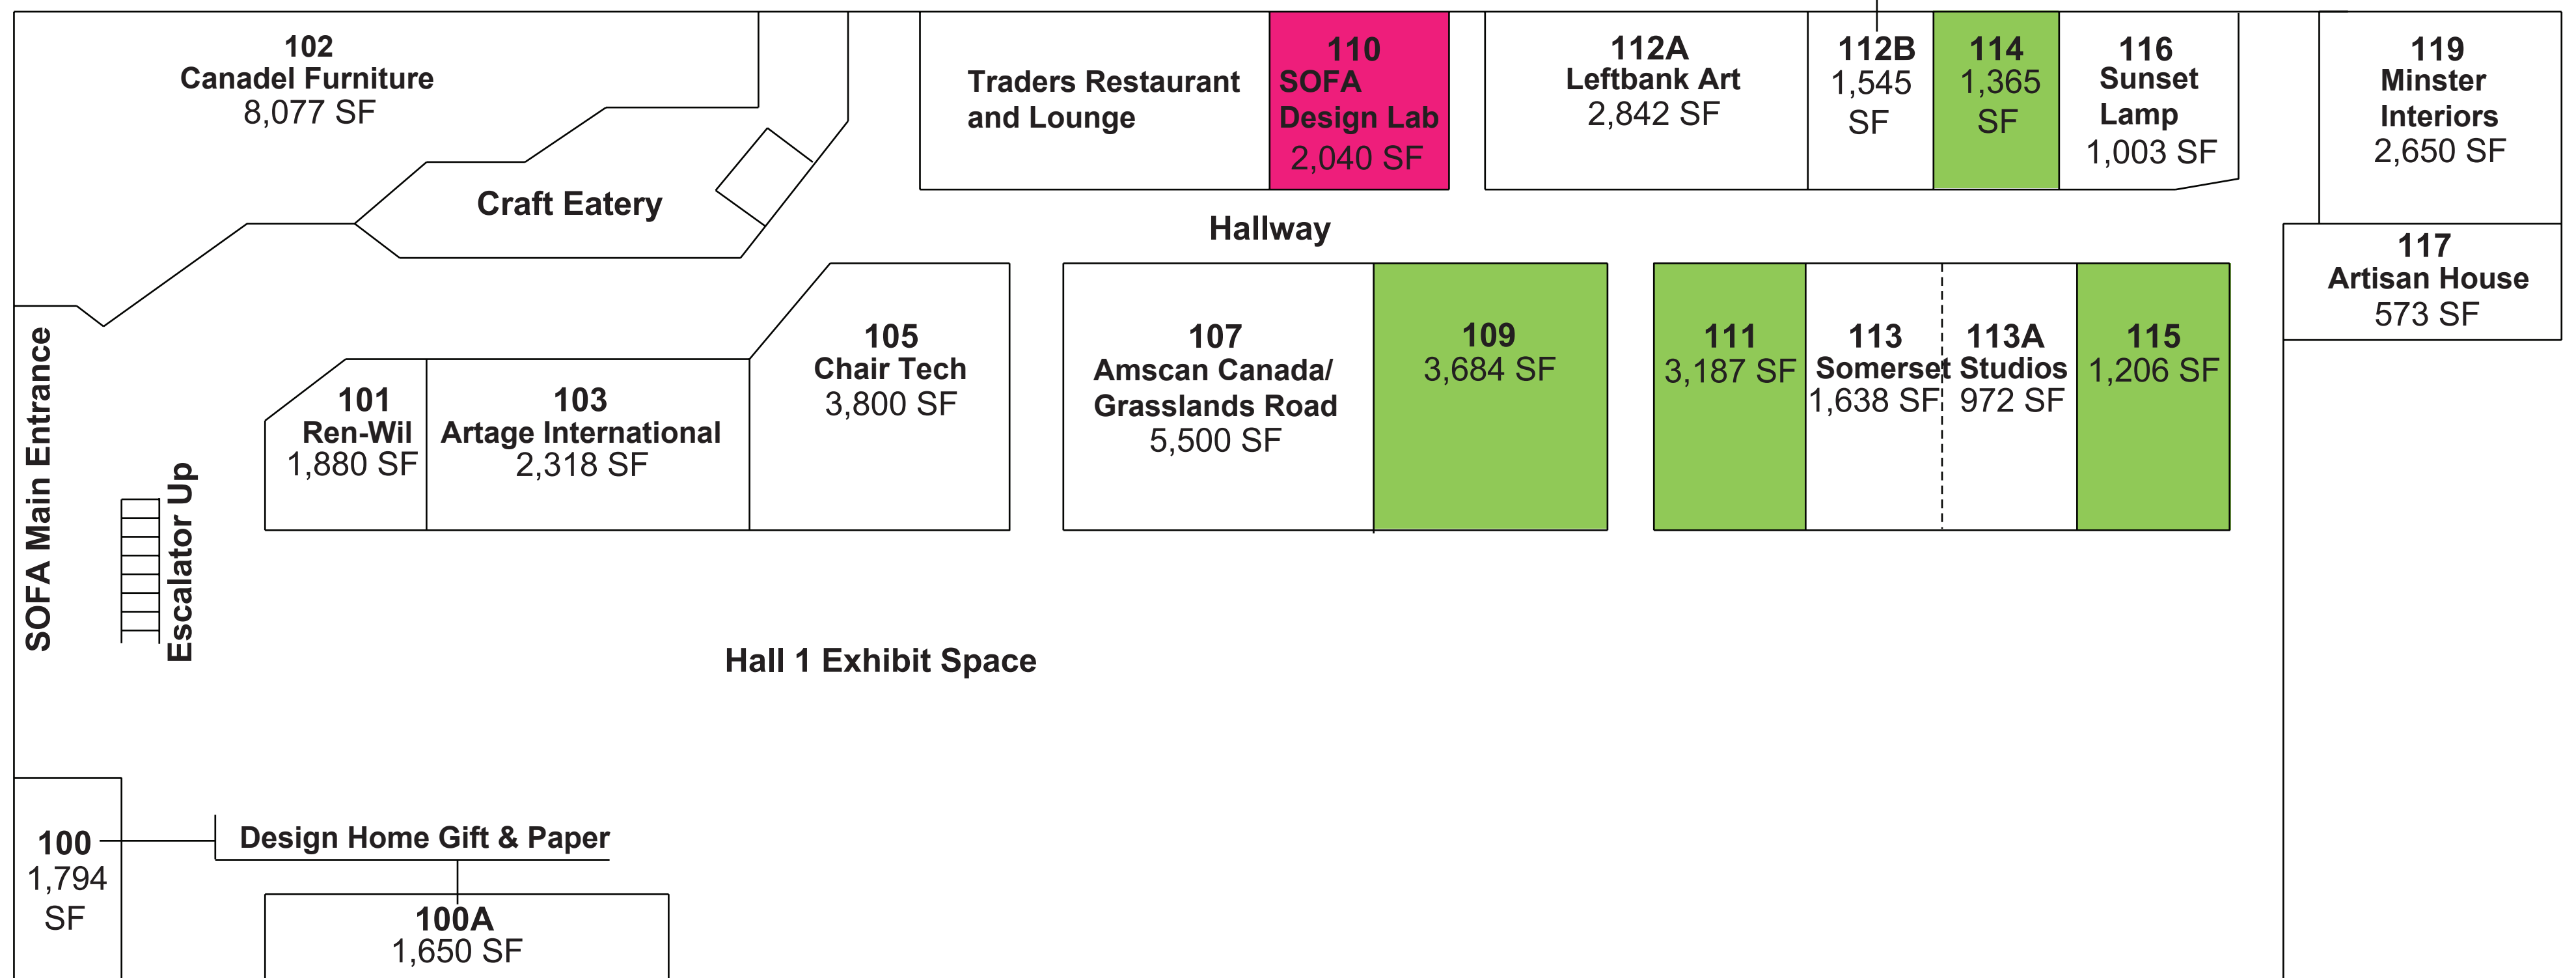 102
Canadel Furniture
8,077 SF
Craft Eatery
Traders Restaurant
and Lounge
110
SOFA
Design Lab
2,040 SF
112A
Leftbank Art
2,842 SF
112B
1,545
SF
114
1,365
SF
116
Sunset
Lamp
1,003 SF
119
Minster
Interiors
2,650 SF
Hallway
117
Artisan House
573 SF
SOFA Main Entrance
Escalator Up
101
Ren-Wil
1,880 SF
103
Artage International
2,318 SF
105
Chair Tech
3,800 SF
107
Amscan Canada/
Grasslands Road
5,500 SF
109
3,684 SF
111
3,187 SF
113 113A
Somerset Studios
1,638 SF 972 SF
115
1,206 SF
Hall 1 Exhibit Space
100
1,794
SF
Design Home Gift & Paper
100A
1,650 SF